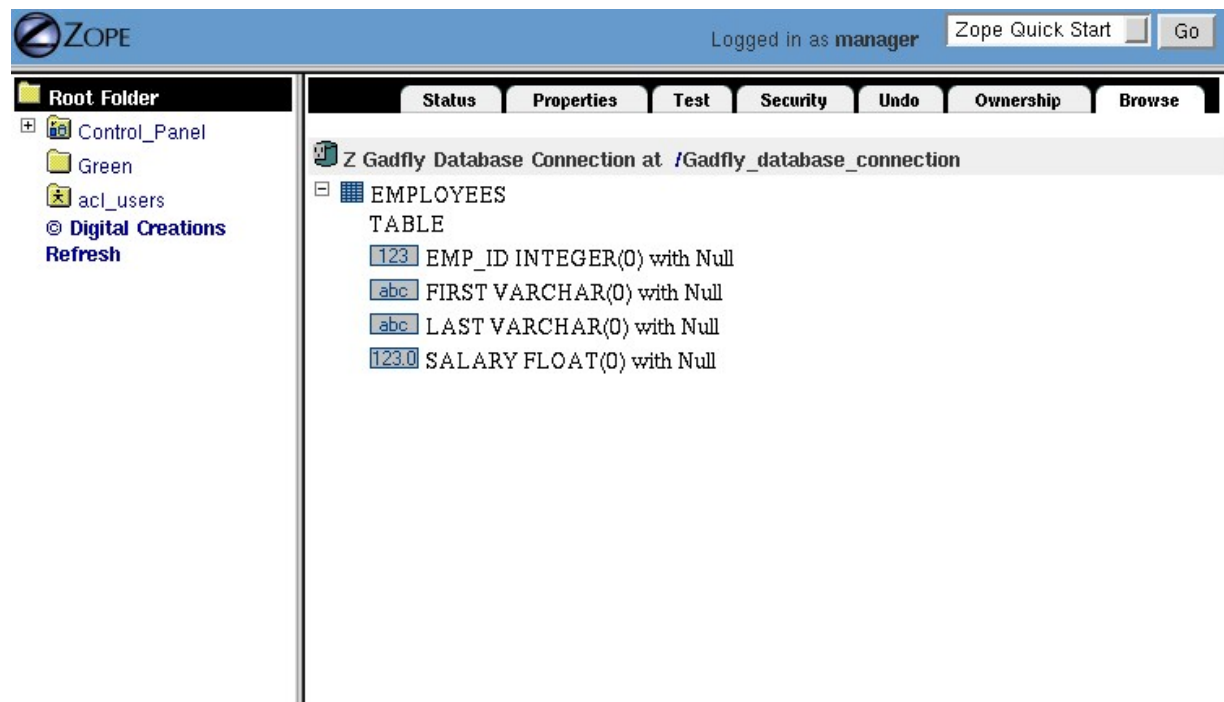 ZOPE
Logged in as manager
Zope Quick Start
Go
Root Folder
Control_Panel
Green
acl_users
© Digital Creations
Refresh
Status Properties Test Security Undo Ownership Browse
Z Gadfly Database Connection at /Gadfly_database_connection
EMPLOYEES
TABLE
123 EMP_ID INTEGER(0) with Null
abc FIRST VARCHAR(0) with Null
abc LAST VARCHAR(0) with Null
123.0 SALARY FLOAT(0) with Null